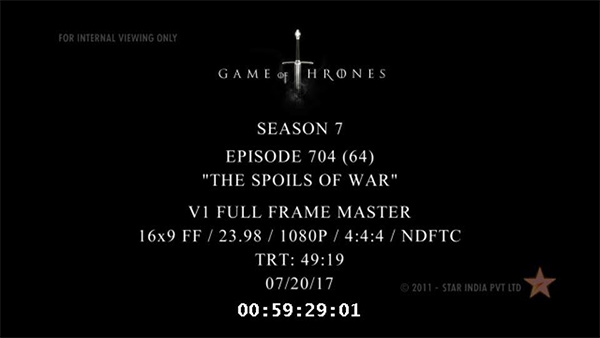 FOR INTERNAL VIEWING ONLY
GAME OF THRONES
SEASON 7
EPISODE 704 (64)
"THE SPOILS OF WAR"
V1 FULL FRAME MASTER
16x9 FF / 23.98 / 1080P / 4:4:4 / NDFTC
TRT: 49:19
07/20/17
© 2011 - STAR INDIA PVT LTD
00:59:29:01